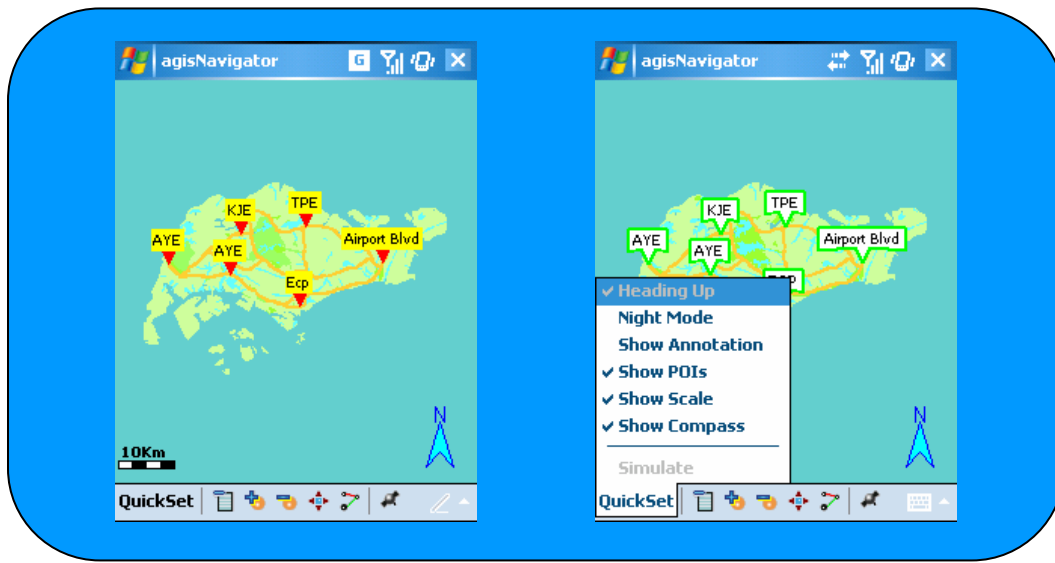 agisNavigator
G
KJE
TPE
AYE
AYE
Airport Blvd
Ecp
N
10Km
QuickSet
agisNavigator
KJE
TPE
AYE
AYE
Airport Blvd
Ecp
Heading Up
Night Mode
Show Annotation
Show POIs
Show Scale
Show Compass
Simulate
N
QuickSet